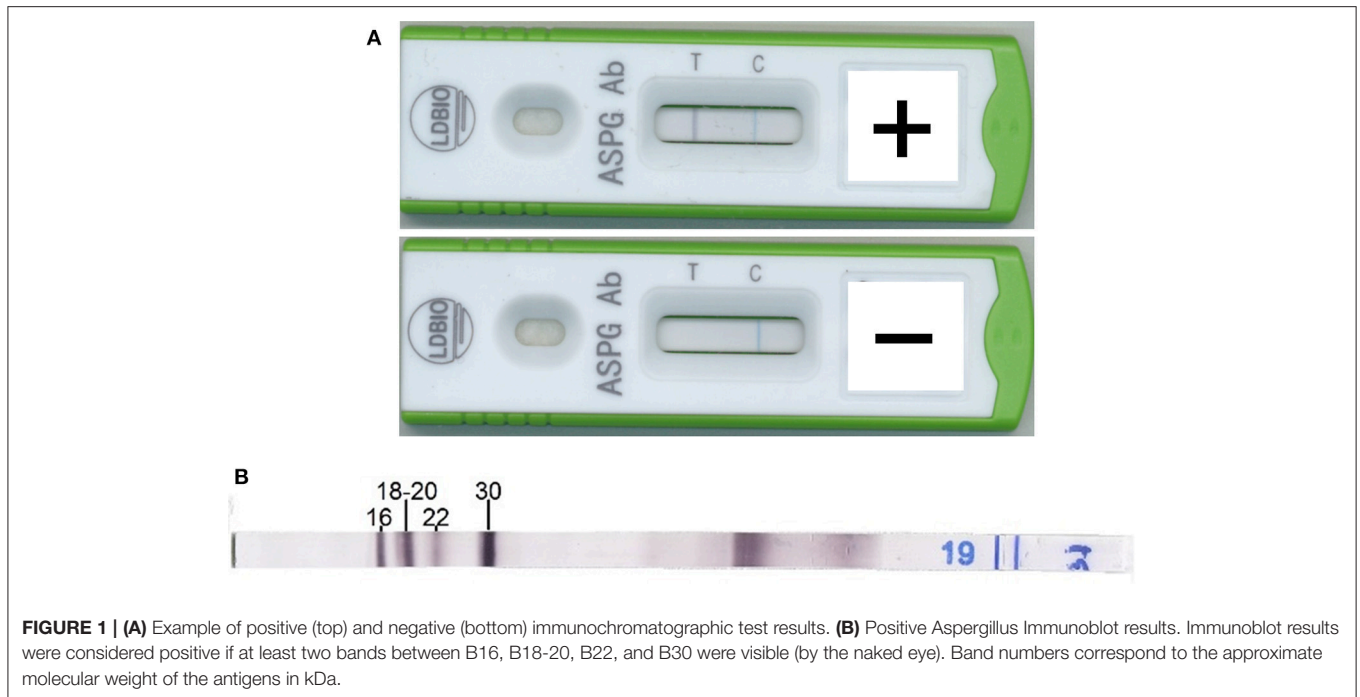 A
LDBIO
ASPG Ab
T C
+
LDBIO
ASPG Ab
T C
−
B
18-20 30
16 22
19
FIGURE 1 | (A) Example of positive (top) and negative (bottom) immunochromatographic test results. (B) Positive Aspergillus Immunoblot results. Immunoblot results
were considered positive if at least two bands between B16, B18-20, B22, and B30 were visible (by the naked eye). Band numbers correspond to the approximate
molecular weight of the antigens in kDa.